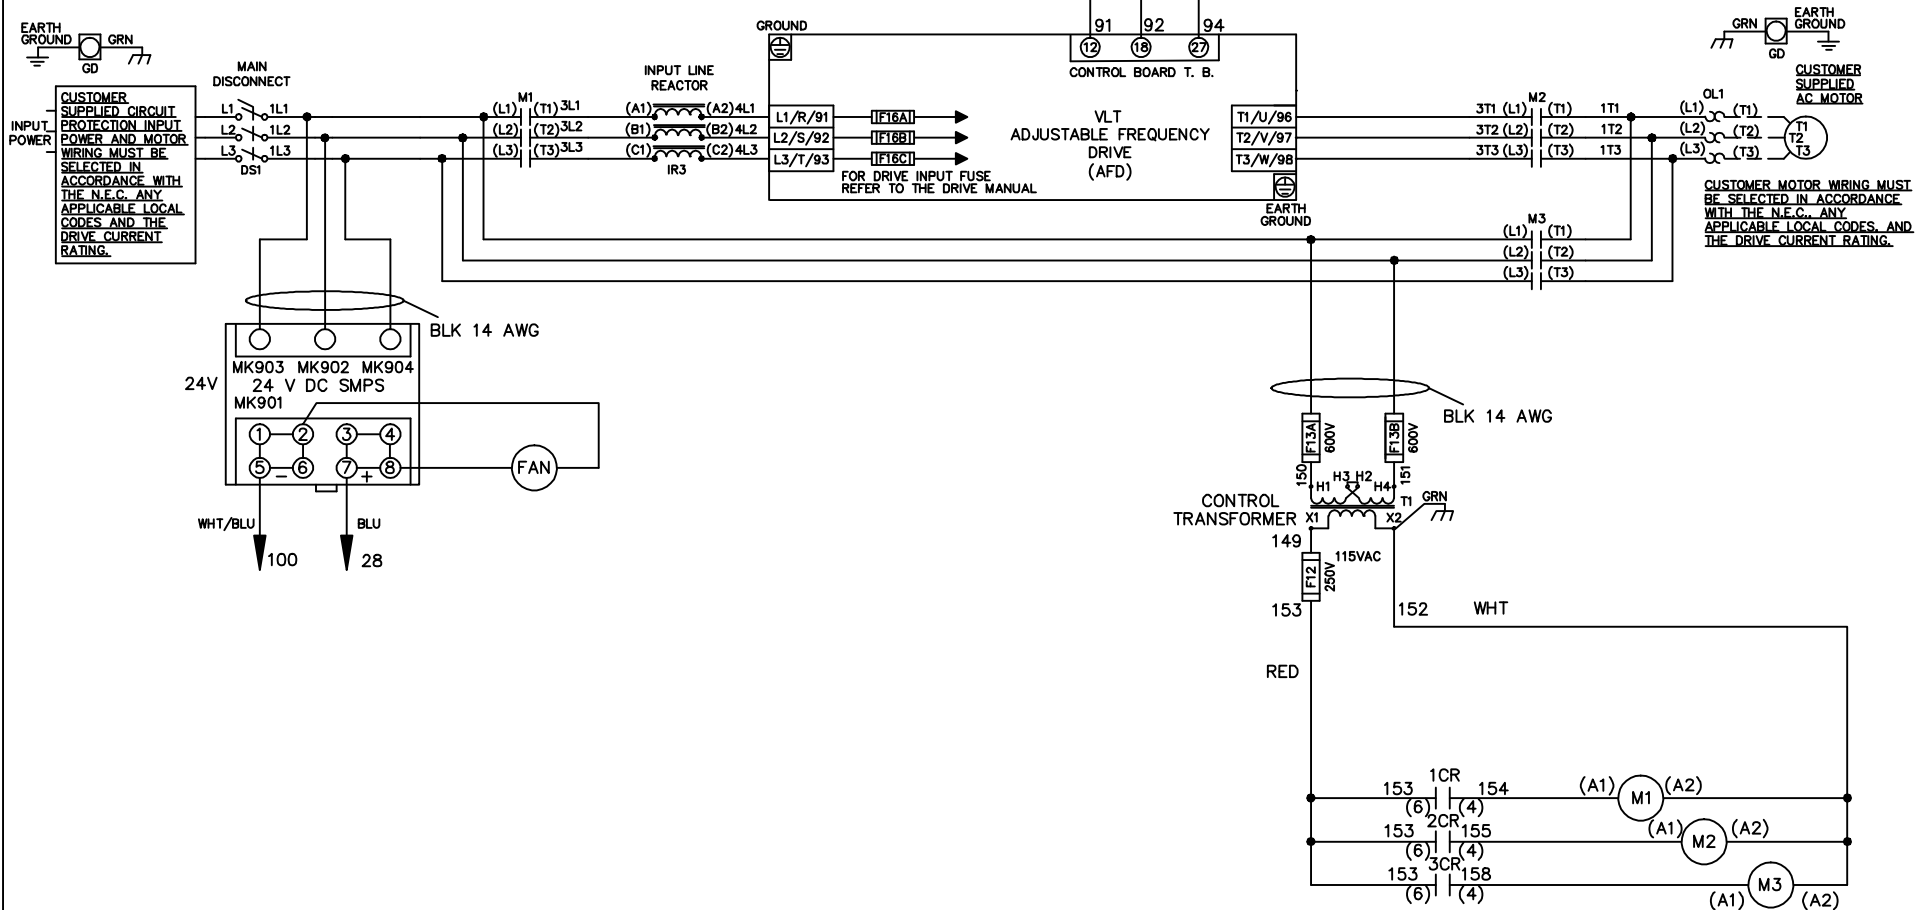 EARTH
GROUND
GRN
GD
MAIN
DISCONNECT
INPUT
POWER
CUSTOMER
SUPPLIED CIRCUIT
PROTECTION INPUT
POWER AND MOTOR
WIRING MUST BE
SELECTED IN
ACCORDANCE WITH
THE N.E.C. ANY
APPLICABLE LOCAL
CODES AND THE
DRIVE CURRENT
RATING.
L1 1L1
L2 1L2
L3 1L3
DS1
M1
(L1) (T1) 3L1
(L2) (T2) 3L2
(L3) (T3) 3L3
INPUT LINE
REACTOR
(A1) (A2) 4L1
(B1) (B2) 4L2
(C1) (C2) 4L3
IR3
GROUND
91 92 94
12 18 27
CONTROL BOARD T. B.
L1/R/91
L2/S/92
L3/T/93
F16A
F16B
F16C
FOR DRIVE INPUT FUSE
REFER TO THE DRIVE MANUAL
VLT
ADJUSTABLE FREQUENCY
DRIVE
(AFD)
T1/U/96
T2/V/97
T3/W/98
EARTH
GROUND
M2
3T1 (L1) (T1) 1T1
3T2 (L2) (T2) 1T2
3T3 (L3) (T3) 1T3
M3
(L1) (T1)
(L2) (T2)
(L3) (T3)
GRN
GD
EARTH
GROUND
CUSTOMER
SUPPLIED
AC MOTOR
OL1
(L1) (T1)
(L2) (T2)
(L3) (T3)
T1
T2
T3
CUSTOMER MOTOR WIRING MUST
BE SELECTED IN ACCORDANCE
WITH THE N.E.C., ANY
APPLICABLE LOCAL CODES, AND
THE DRIVE CURRENT RATING.
BLK 14 AWG
MK903 MK902 MK904
24V
24 V DC SMPS
MK901
1 2 3 4
5 - 6 7 + 8
FAN
WHT/BLU
BLU
100
28
BLK 14 AWG
F13A
600V
F13B
600V
150
151
H1 H3 H2 H4
T1
GRN
CONTROL
TRANSFORMER
X1 X2
149
115VAC
F12
250V
153
152
WHT
RED
1CR
153 154
(6) (4)
(A1) M1 (A2)
2CR
153 155
(6) (4)
(A1) M2 (A2)
3CR
153 158
(6) (4)
(A1) M3 (A2)